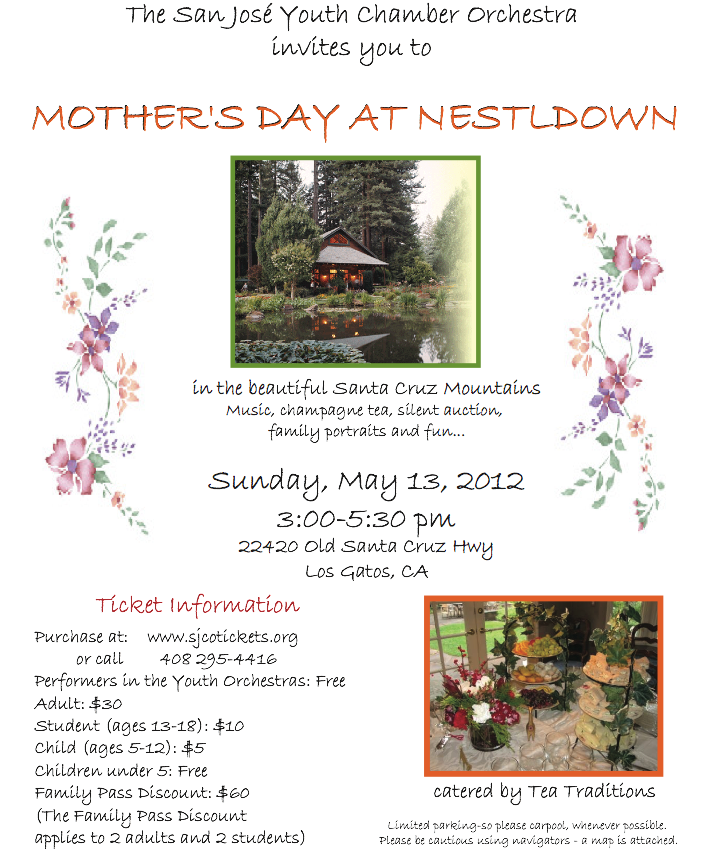 The San José Youth Chamber Orchestra
invites you to
MOTHER'S DAY AT NESTLDOWN
in the beautiful Santa Cruz Mountains
Music, champagne tea, silent auction,
family portraits and fun...
Sunday, May 13, 2012
3:00-5:30 pm
22420 Old Santa Cruz Hwy
Los Gatos, CA
Ticket Information
Purchase at: www.sjcotickets.org
or call 408 295-4416
Performers in the Youth Orchestras: Free
Adult: $30
Student (ages 13-18): $10
Child (ages 5-12): $5
Children under 5: Free
Family Pass Discount: $60
(The Family Pass Discount
applies to 2 adults and 2 students)
catered by Tea Traditions
Limited parking-so please carpool, whenever possible.
Please be cautious using navigators - a map is attached.